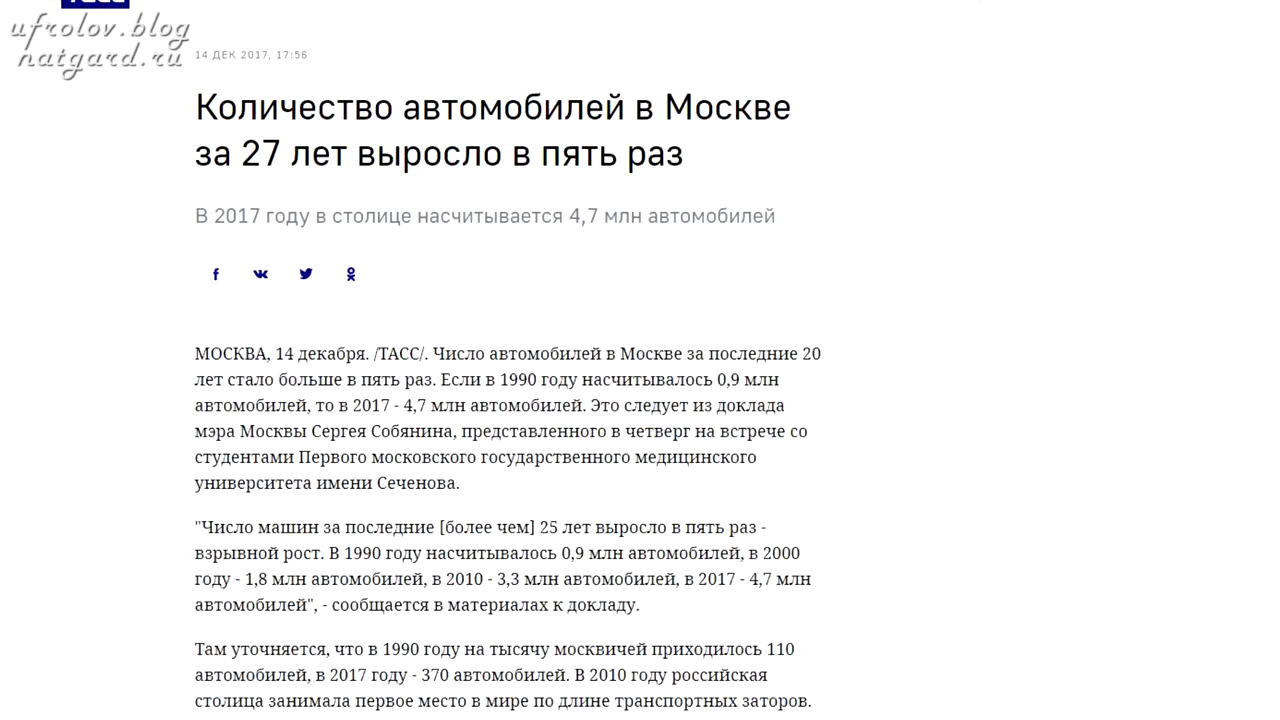 ТАСС
ufrolov.blog
natgard.ru
14 ДЕК 2017, 17:56
Количество автомобилей в Москве
за 27 лет выросло в пять раз
В 2017 году в столице насчитывается 4,7 млн автомобилей
МОСКВА, 14 декабря. /ТАСС/. Число автомобилей в Москве за последние 20
лет стало больше в пять раз. Если в 1990 году насчитывалось 0,9 млн
автомобилей, то в 2017 - 4,7 млн автомобилей. Это следует из доклада
мэра Москвы Сергея Собянина, представленного в четверг на встрече со
студентами Первого московского государственного медицинского
университета имени Сеченова.
"Число машин за последние [более чем] 25 лет выросло в пять раз -
взрывной рост. В 1990 году насчитывалось 0,9 млн автомобилей, в 2000
году - 1,8 млн автомобилей, в 2010 - 3,3 млн автомобилей, в 2017 - 4,7 млн
автомобилей", - сообщается в материалах к докладу.
Там уточняется, что в 1990 году на тысячу москвичей приходилось 110
автомобилей, в 2017 году - 370 автомобилей. В 2010 году российская
столица занимала первое место в мире по длине транспортных заторов.